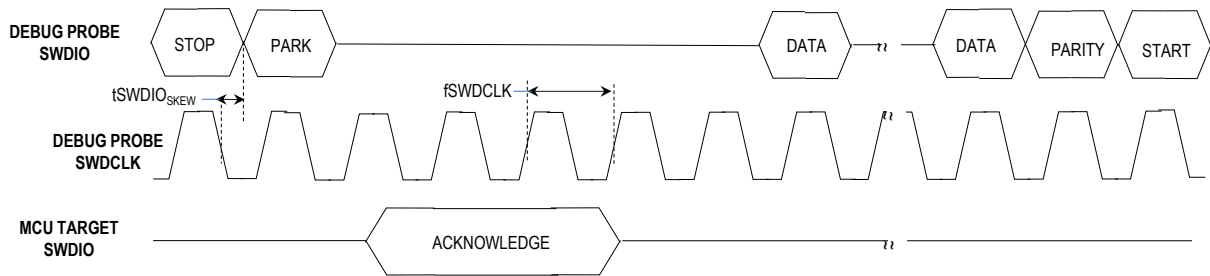 DEBUG PROBE
SWDIO
STOP
PARK
DATA
DATA
PARITY
START
tSWDIOSKEW
fSWDCLK
DEBUG PROBE
SWDCLK
MCU TARGET
SWDIO
ACKNOWLEDGE